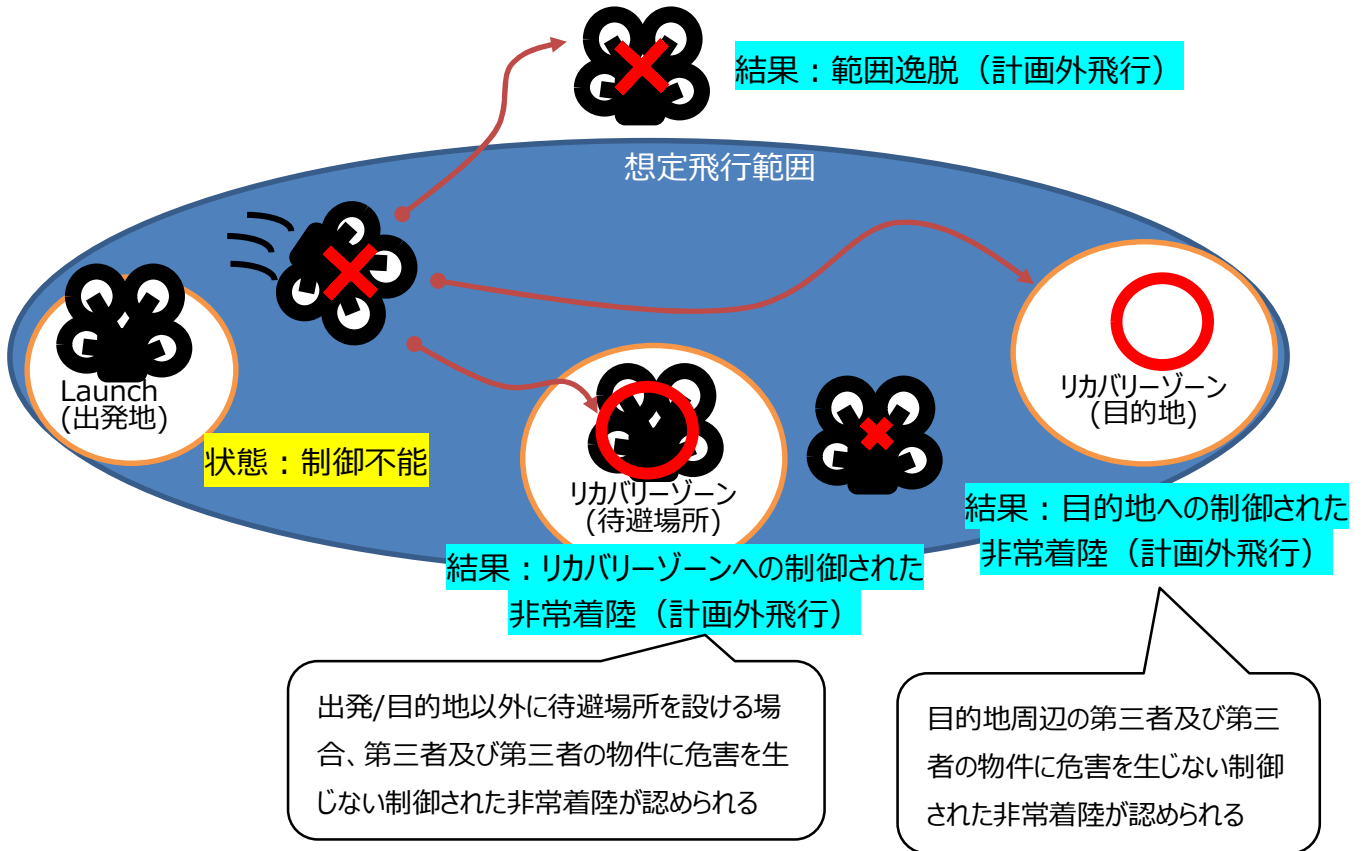 結果：範囲逸脱（計画外飛行）
想定飛行範囲
Launch
(出発地)
状態：制御不能
リカバリーゾーン
(待避場所)
リカバリーゾーン
(目的地)
結果：リカバリーゾーンへの制御された
非常着陸（計画外飛行）
結果：目的地への制御された
非常着陸（計画外飛行）
出発/目的地以外に待避場所を設ける場
合、第三者及び第三者の物件に危害を生
じない制御された非常着陸が認められる
目的地周辺の第三者及び第三
者の物件に危害を生じない制御
された非常着陸が認められる